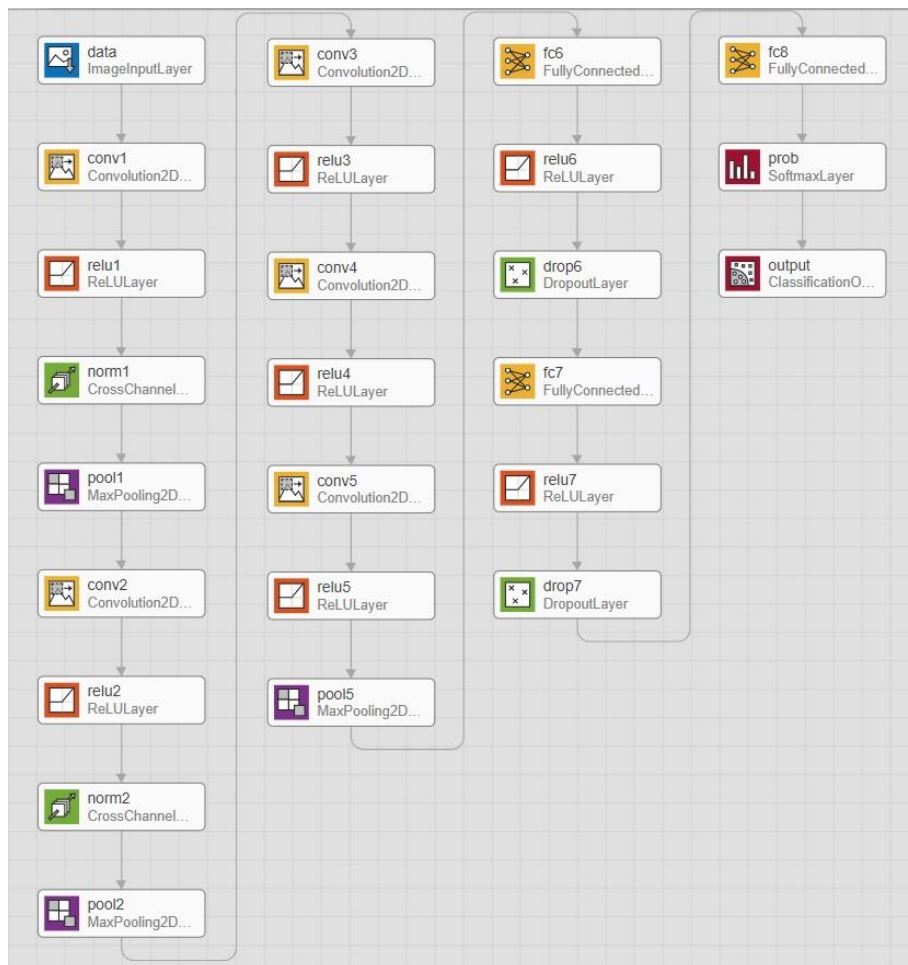 data
ImageInputLayer
conv1
Convolution2D...
relu1
ReLULayer
norm1
CrossChannel...
pool1
MaxPooling2D...
conv2
Convolution2D...
relu2
ReLULayer
norm2
CrossChannel...
pool2
MaxPooling2D...
conv3
Convolution2D...
relu3
ReLULayer
conv4
Convolution2D...
relu4
ReLULayer
conv5
Convolution2D...
relu5
ReLULayer
pool5
MaxPooling2D...
fc6
FullyConnected...
relu6
ReLULayer
drop6
DropoutLayer
fc7
FullyConnected...
relu7
ReLULayer
drop7
DropoutLayer
fc8
FullyConnected...
prob
SoftmaxLayer
output
ClassificationO...